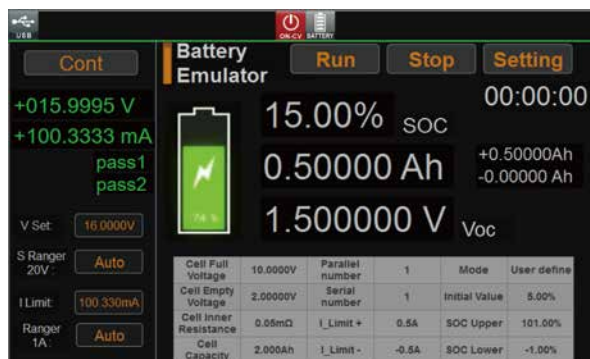 USB
ON-CV BATTERY
Cont
+015.9995 V
+100.3333 mA
pass1
pass2
V Set: 16.0000V
S Ranger 20V : Auto
I Limit: 100.330mA
Ranger 1A : Auto
Battery Emulator
Run Stop Setting
00:00:00
15.00% SOC
0.50000 Ah
+0.50000Ah
-0.00000 Ah
1.500000 V Voc
74 %
Cell Full Voltage 10.0000V Parallel number 1 Mode User define
Cell Empty Voltage 2.00000V Serial number 1 Initial Value 5.00%
Cell Inner Resistance 0.05mΩ I_Limit + 0.5A SOC Upper 101.00%
Cell Capacity 2.000Ah I_Limit - -0.5A SOC Lower -1.00%